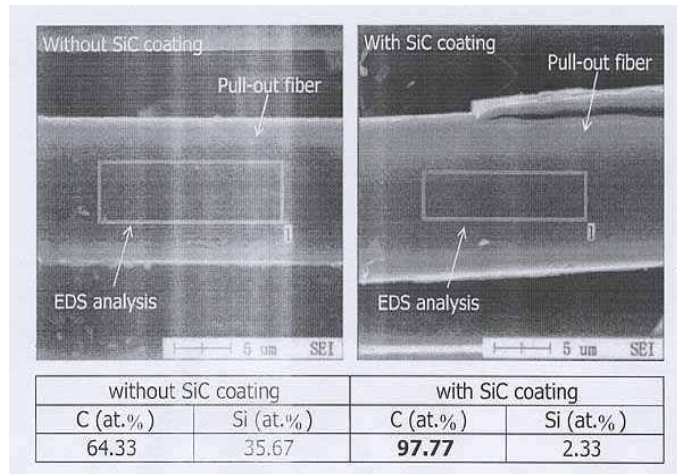 Without SiC coating
With SiC coating
Pull-out fiber
Pull-out fiber
1
1
EDS analysis
EDS analysis
5 um SEI
5 um SEI
without SiC coating with SiC coating
C (at.%) Si (at.%) C (at.%) Si (at.%)
64.33 35.67 97.77 2.33